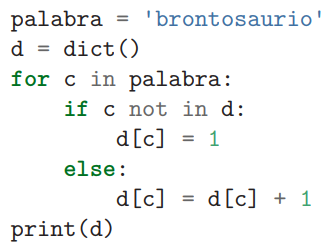 palabra = 'brontosaurio'
d = dict()
for c in palabra:
    if c not in d:
        d[c] = 1
    else:
        d[c] = d[c] + 1
print(d)